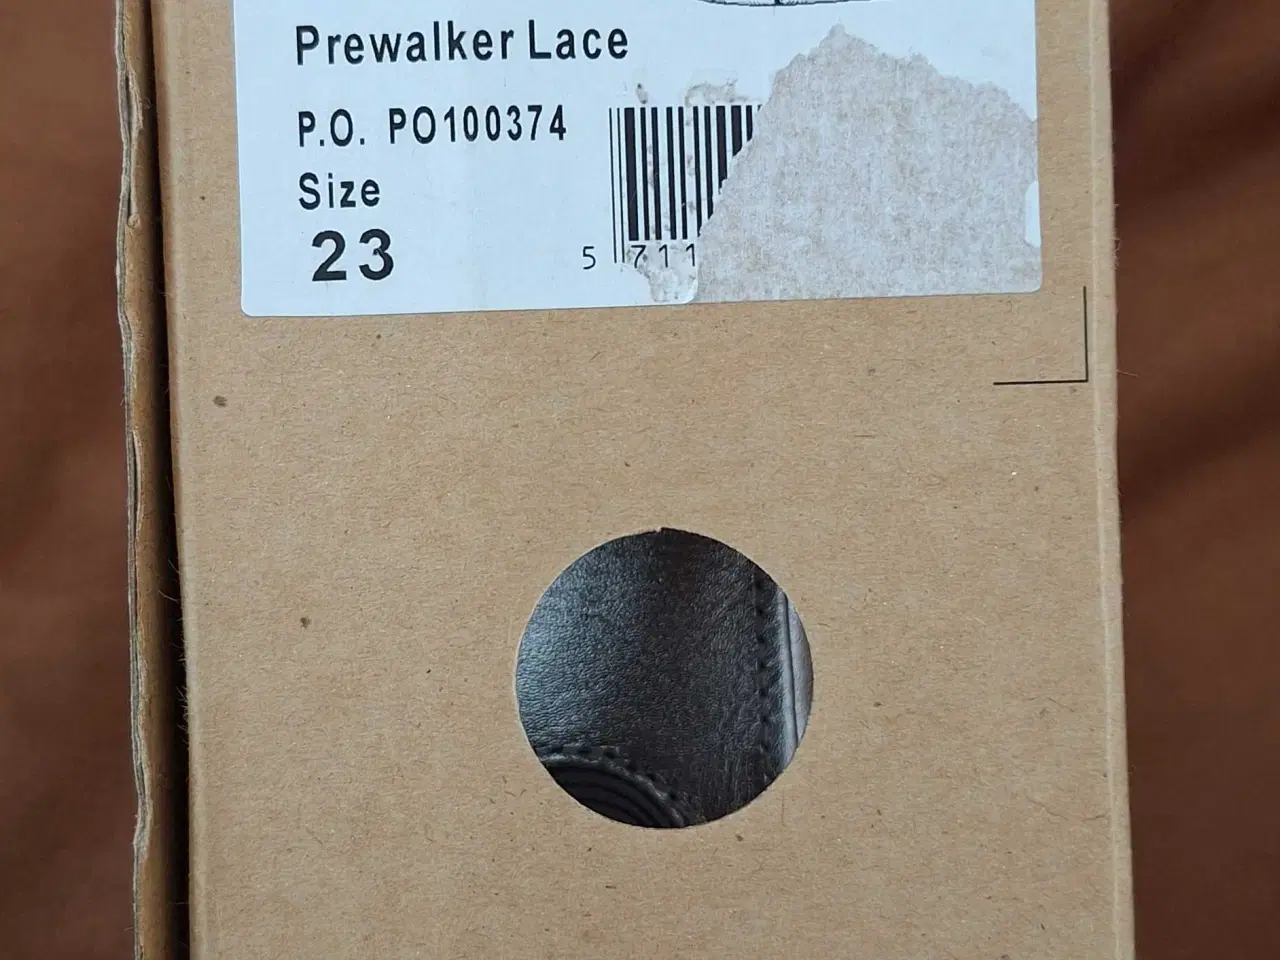 Prewalker Lace
P.O. PO100374
Size
23
5 711